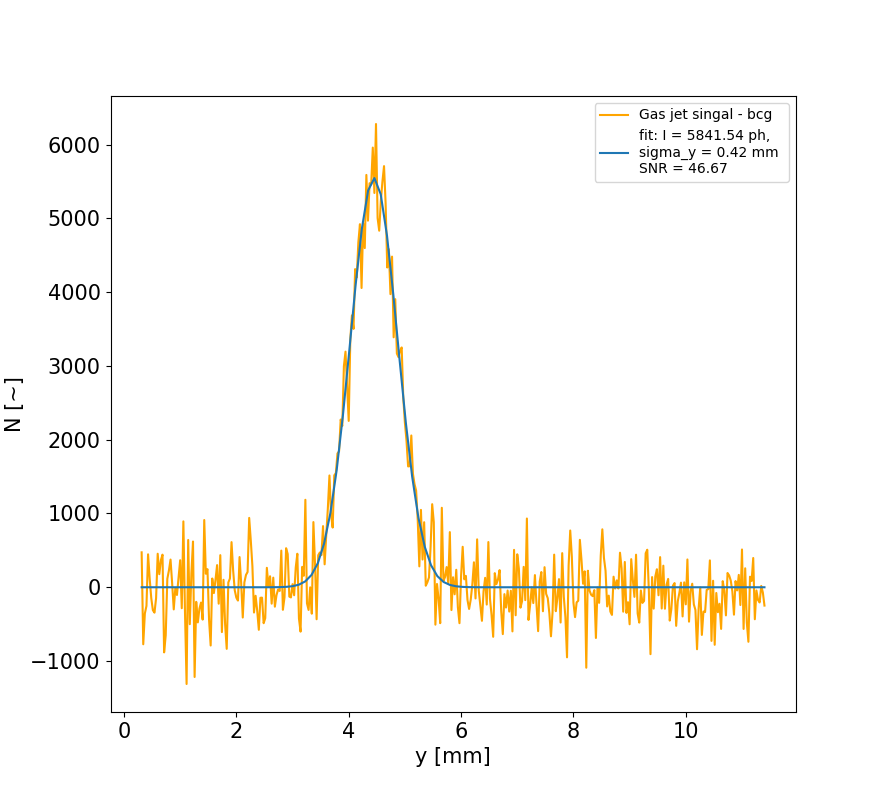 Gas jet singal - bcg
fit: I = 5841.54 ph,
sigma_y = 0.42 mm
SNR = 46.67
N [~]
6000
5000
4000
3000
2000
1000
0
−1000
0 2 4 6 8 10
y [mm]